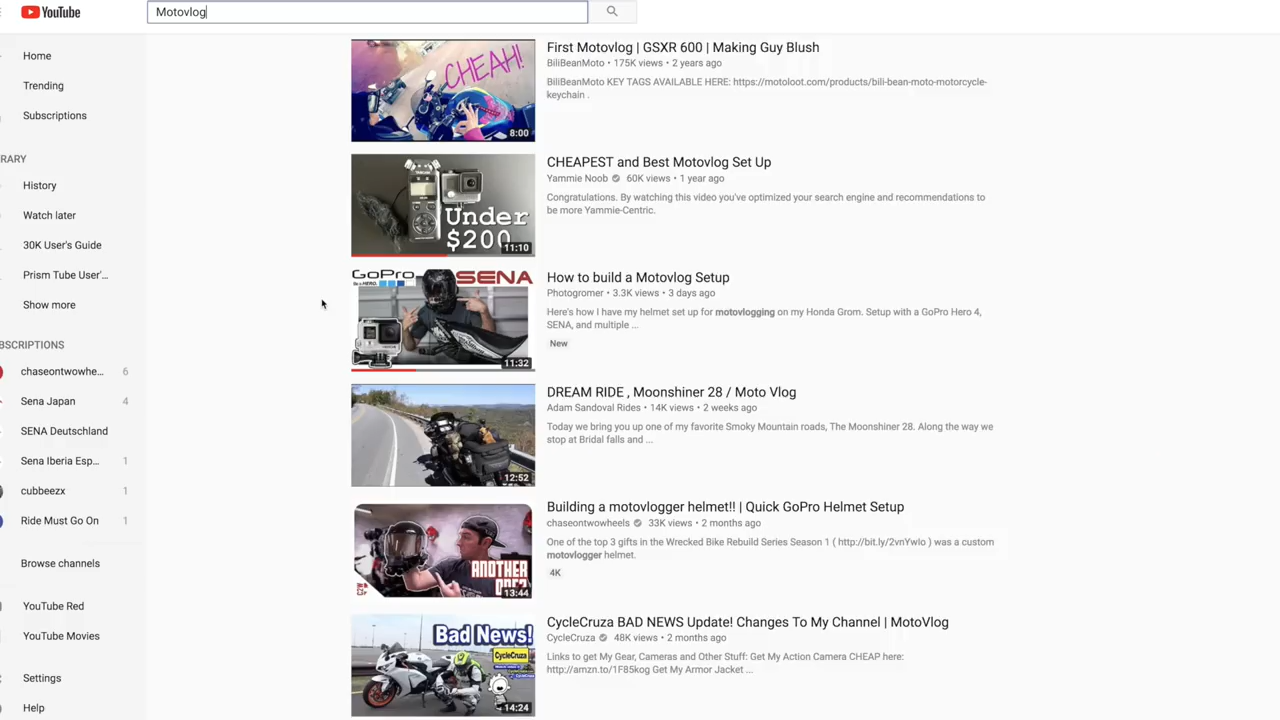 YouTube
Motovlog
Home
Trending
Subscriptions
RARY
History
Watch later
30K User's Guide
Prism Tube User'...
Show more
BSCRIPTIONS
chaseontwowhe... 6
Sena Japan 4
SENA Deutschland
Sena Iberia Esp... 1
cubbeezx 1
Ride Must Go On 1
Browse channels
YouTube Red
YouTube Movies
Settings
Help
CHEAH!
8:00
First Motovlog | GSXR 600 | Making Guy Blush
BiliBeanMoto • 175K views • 2 years ago
BiliBeanMoto KEY TAGS AVAILABLE HERE: https://motoloot.com/products/bili-bean-moto-motorcycle-
keychain .
Under
$200
11:10
CHEAPEST and Best Motovlog Set Up
Yammie Noob 60K views • 1 year ago
Congratulations. By watching this video you've optimized your search engine and recommendations to
be more Yammie-Centric.
GoPro SENA
11:32
How to build a Motovlog Setup
Photogromer • 3.3K views • 3 days ago
Here's how I have my helmet set up for motovlogging on my Honda Grom. Setup with a GoPro Hero 4,
SENA, and multiple ...
New
12:52
DREAM RIDE , Moonshiner 28 / Moto Vlog
Adam Sandoval Rides • 14K views • 2 weeks ago
Today we bring you up one of my favorite Smoky Mountain roads, The Moonshiner 28. Along the way we
stop at Bridal falls and ...
ANOTHER
ONE?
13:44
Building a motovlogger helmet!! | Quick GoPro Helmet Setup
chaseontwowheels 33K views • 2 months ago
One of the top 3 gifts in the Wrecked Bike Rebuild Series Season 1 ( http://bit.ly/2vnYwIo ) was a custom
motovlogger helmet.
4K
Bad News!
CycleCruza
14:24
CycleCruza BAD NEWS Update! Changes To My Channel | MotoVlog
CycleCruza 48K views • 2 months ago
Links to get My Gear, Cameras and Other Stuff: Get My Action Camera CHEAP here:
http://amzn.to/1F85kog Get My Armor Jacket ...